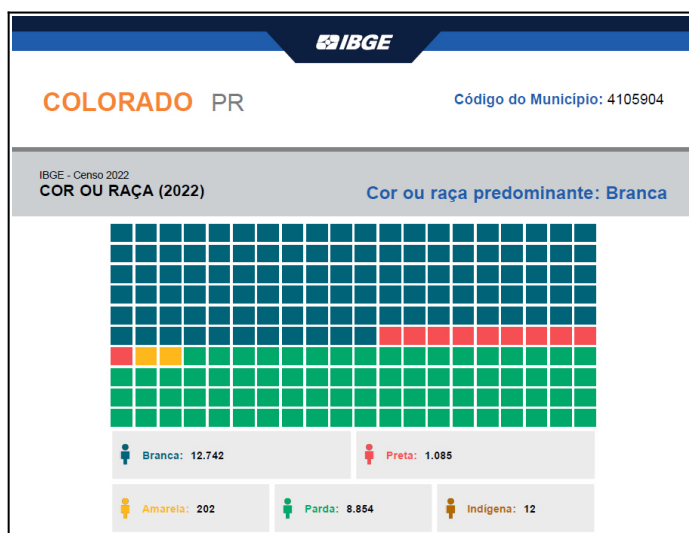 IBGE
COLORADO PR
Código do Município: 4105904
IBGE - Censo 2022
COR OU RAÇA (2022)
Cor ou raça predominante: Branca
Branca: 12.742
Preta: 1.085
Amarela: 202
Parda: 8.854
Indígena: 12